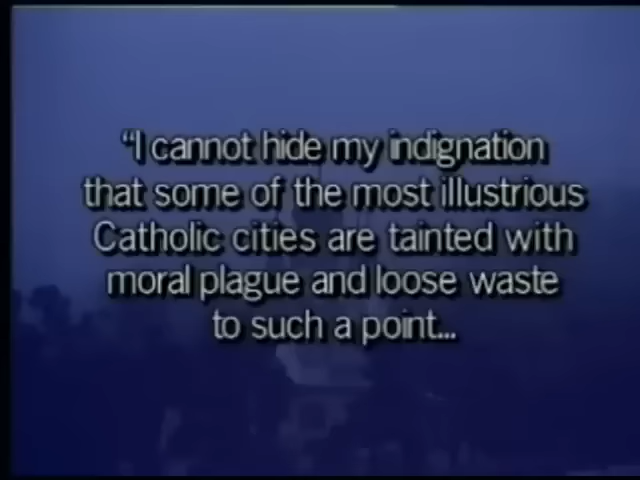 “I cannot hide my indignation
that some of the most illustrious
Catholic cities are tainted with
moral plague and loose waste
to such a point...